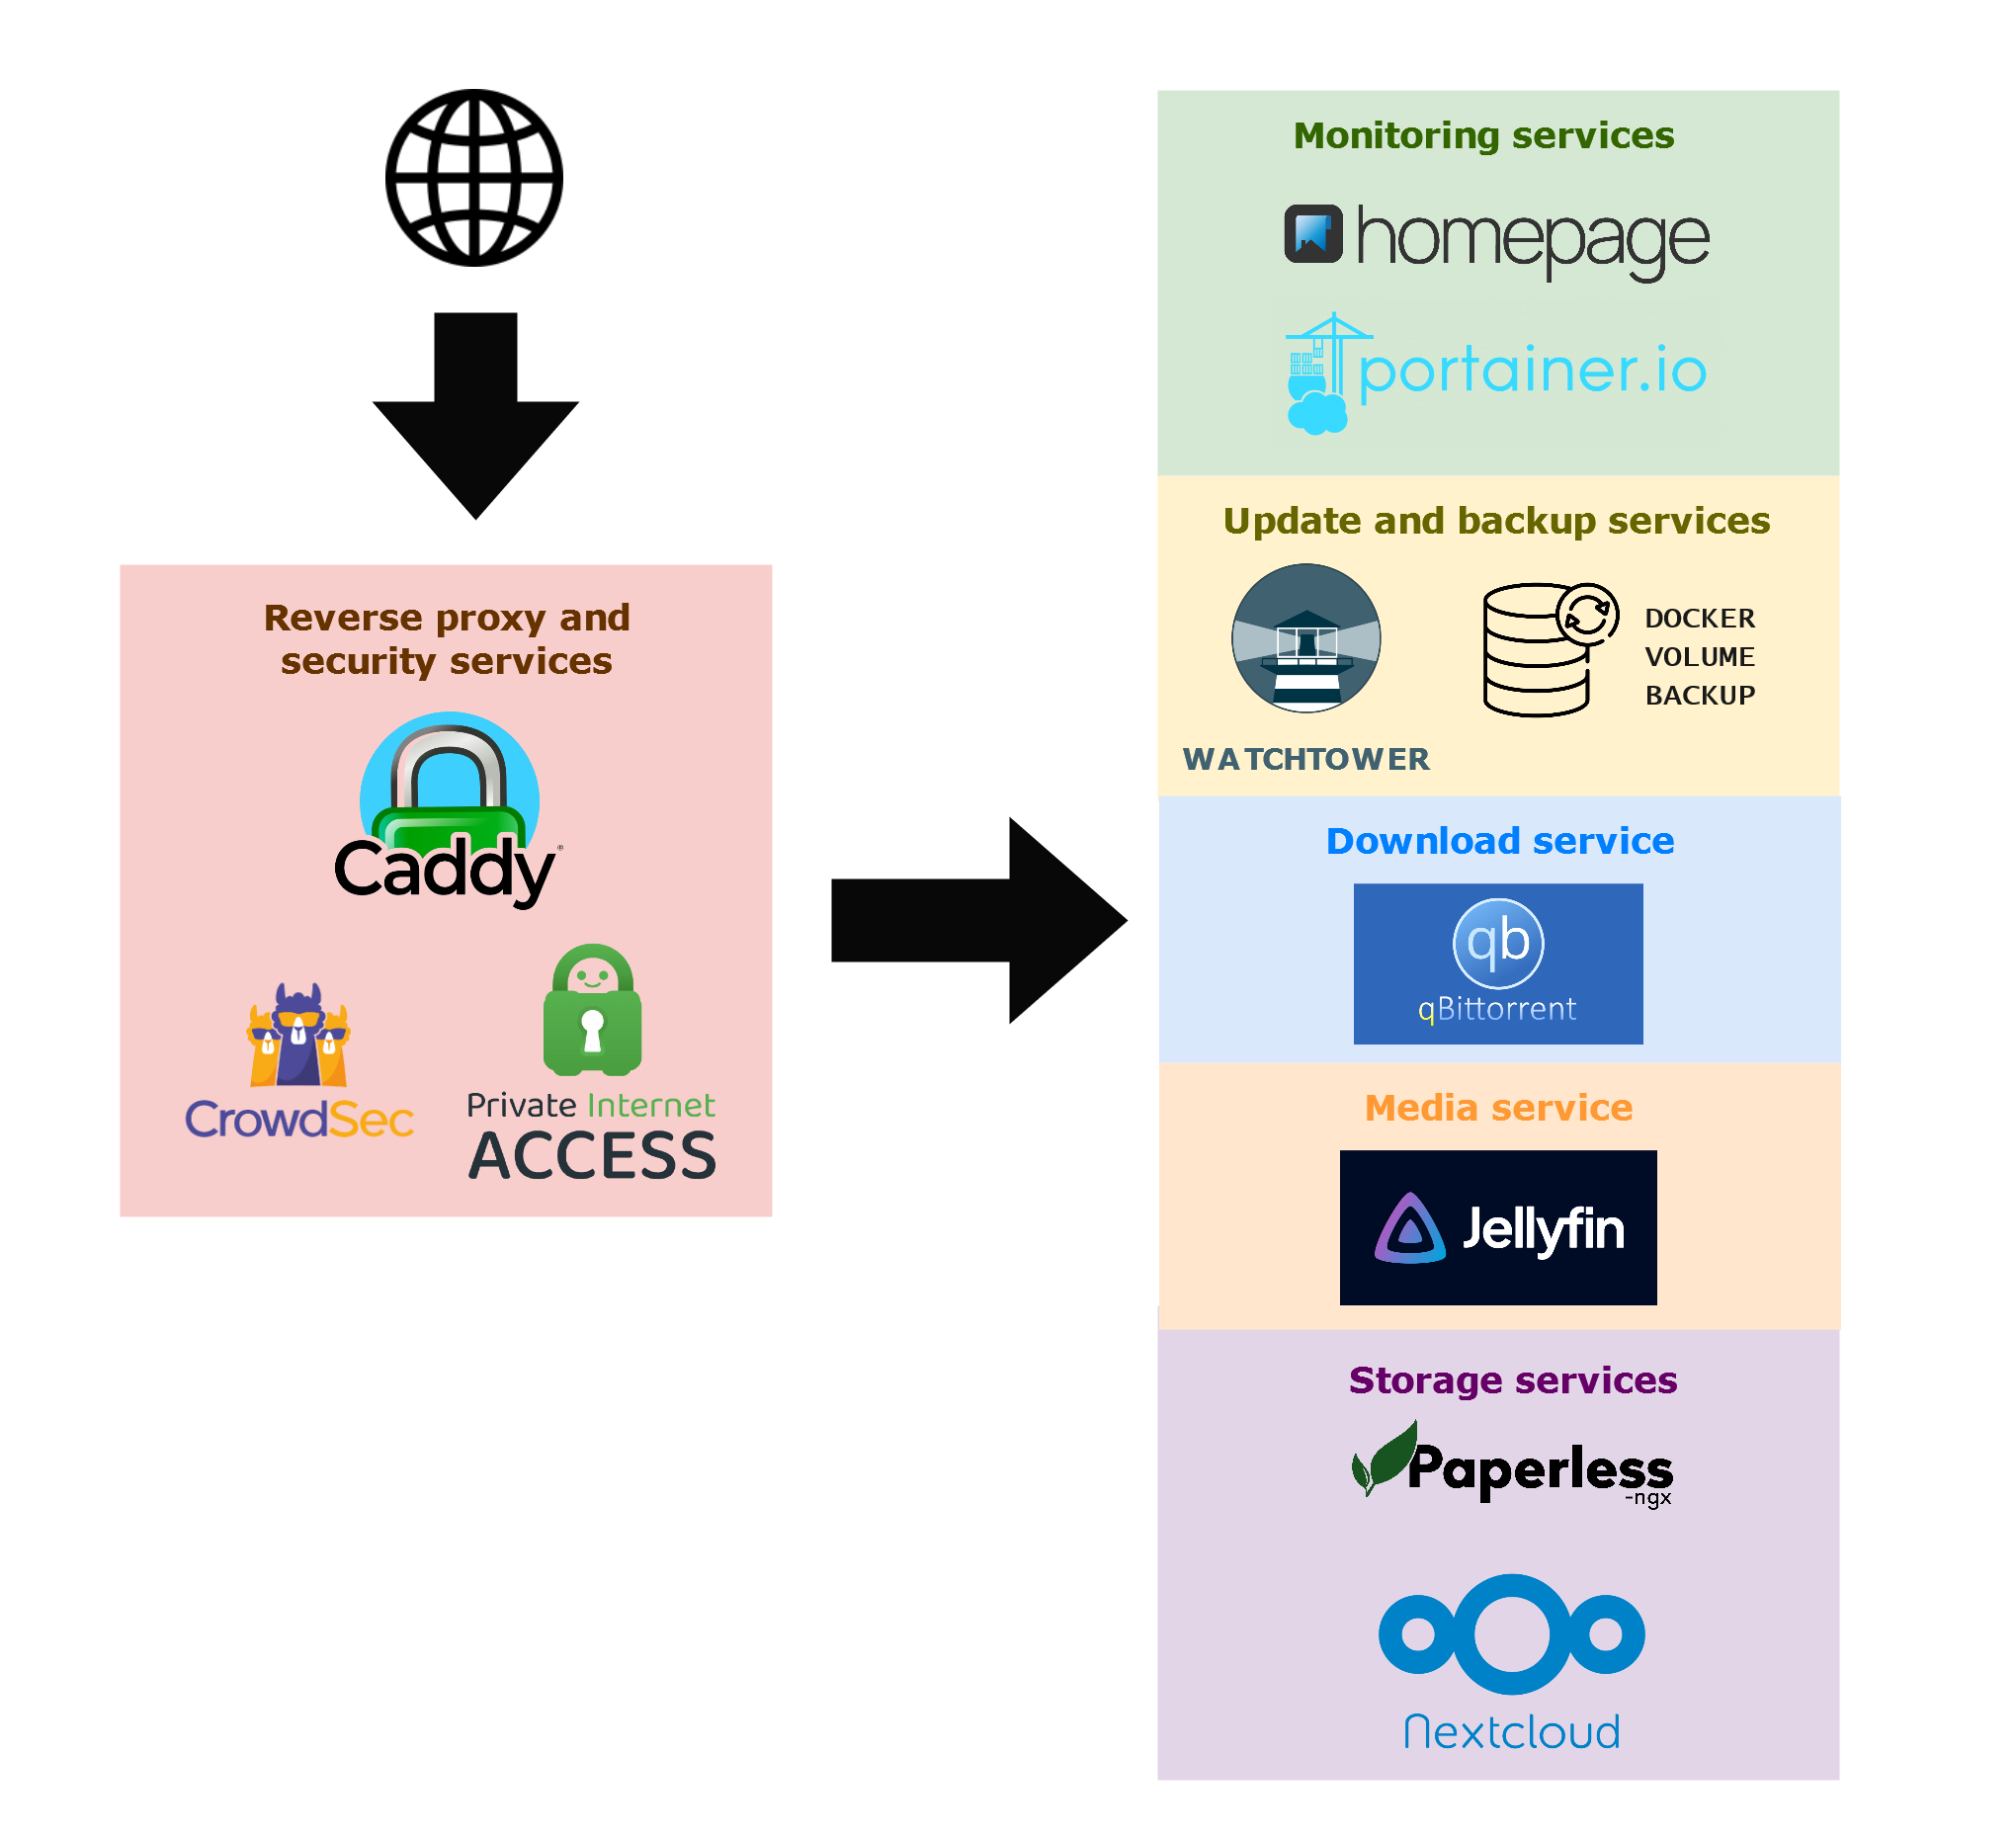 Reverse proxy and
security services
Caddy®
CrowdSec
Private Internet
ACCESS
Monitoring services
homepage
portainer.io
Update and backup services
WATCHTOWER
DOCKER
VOLUME
BACKUP
Download service
qb
qBittorrent
Media service
Jellyfin
Storage services
Paperless
-ngx
Nextcloud